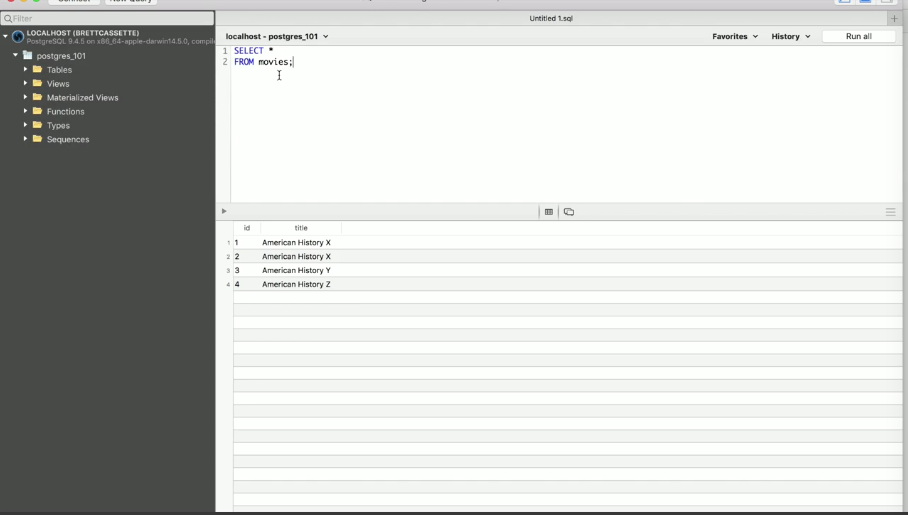 Filter
Untitled 1.sql
LOCALHOST (BRETTCASSETTE)
PostgreSQL 9.4.5 on x86_64-apple-darwin14.5.0, compil
localhost - postgres_101
Favorites
History
Run all
postgres_101
Tables
Views
Materialized Views
Functions
Types
Sequences
1 SELECT *
2 FROM movies;
id title
1 1 American History X
2 2 American History X
3 3 American History Y
4 4 American History Z